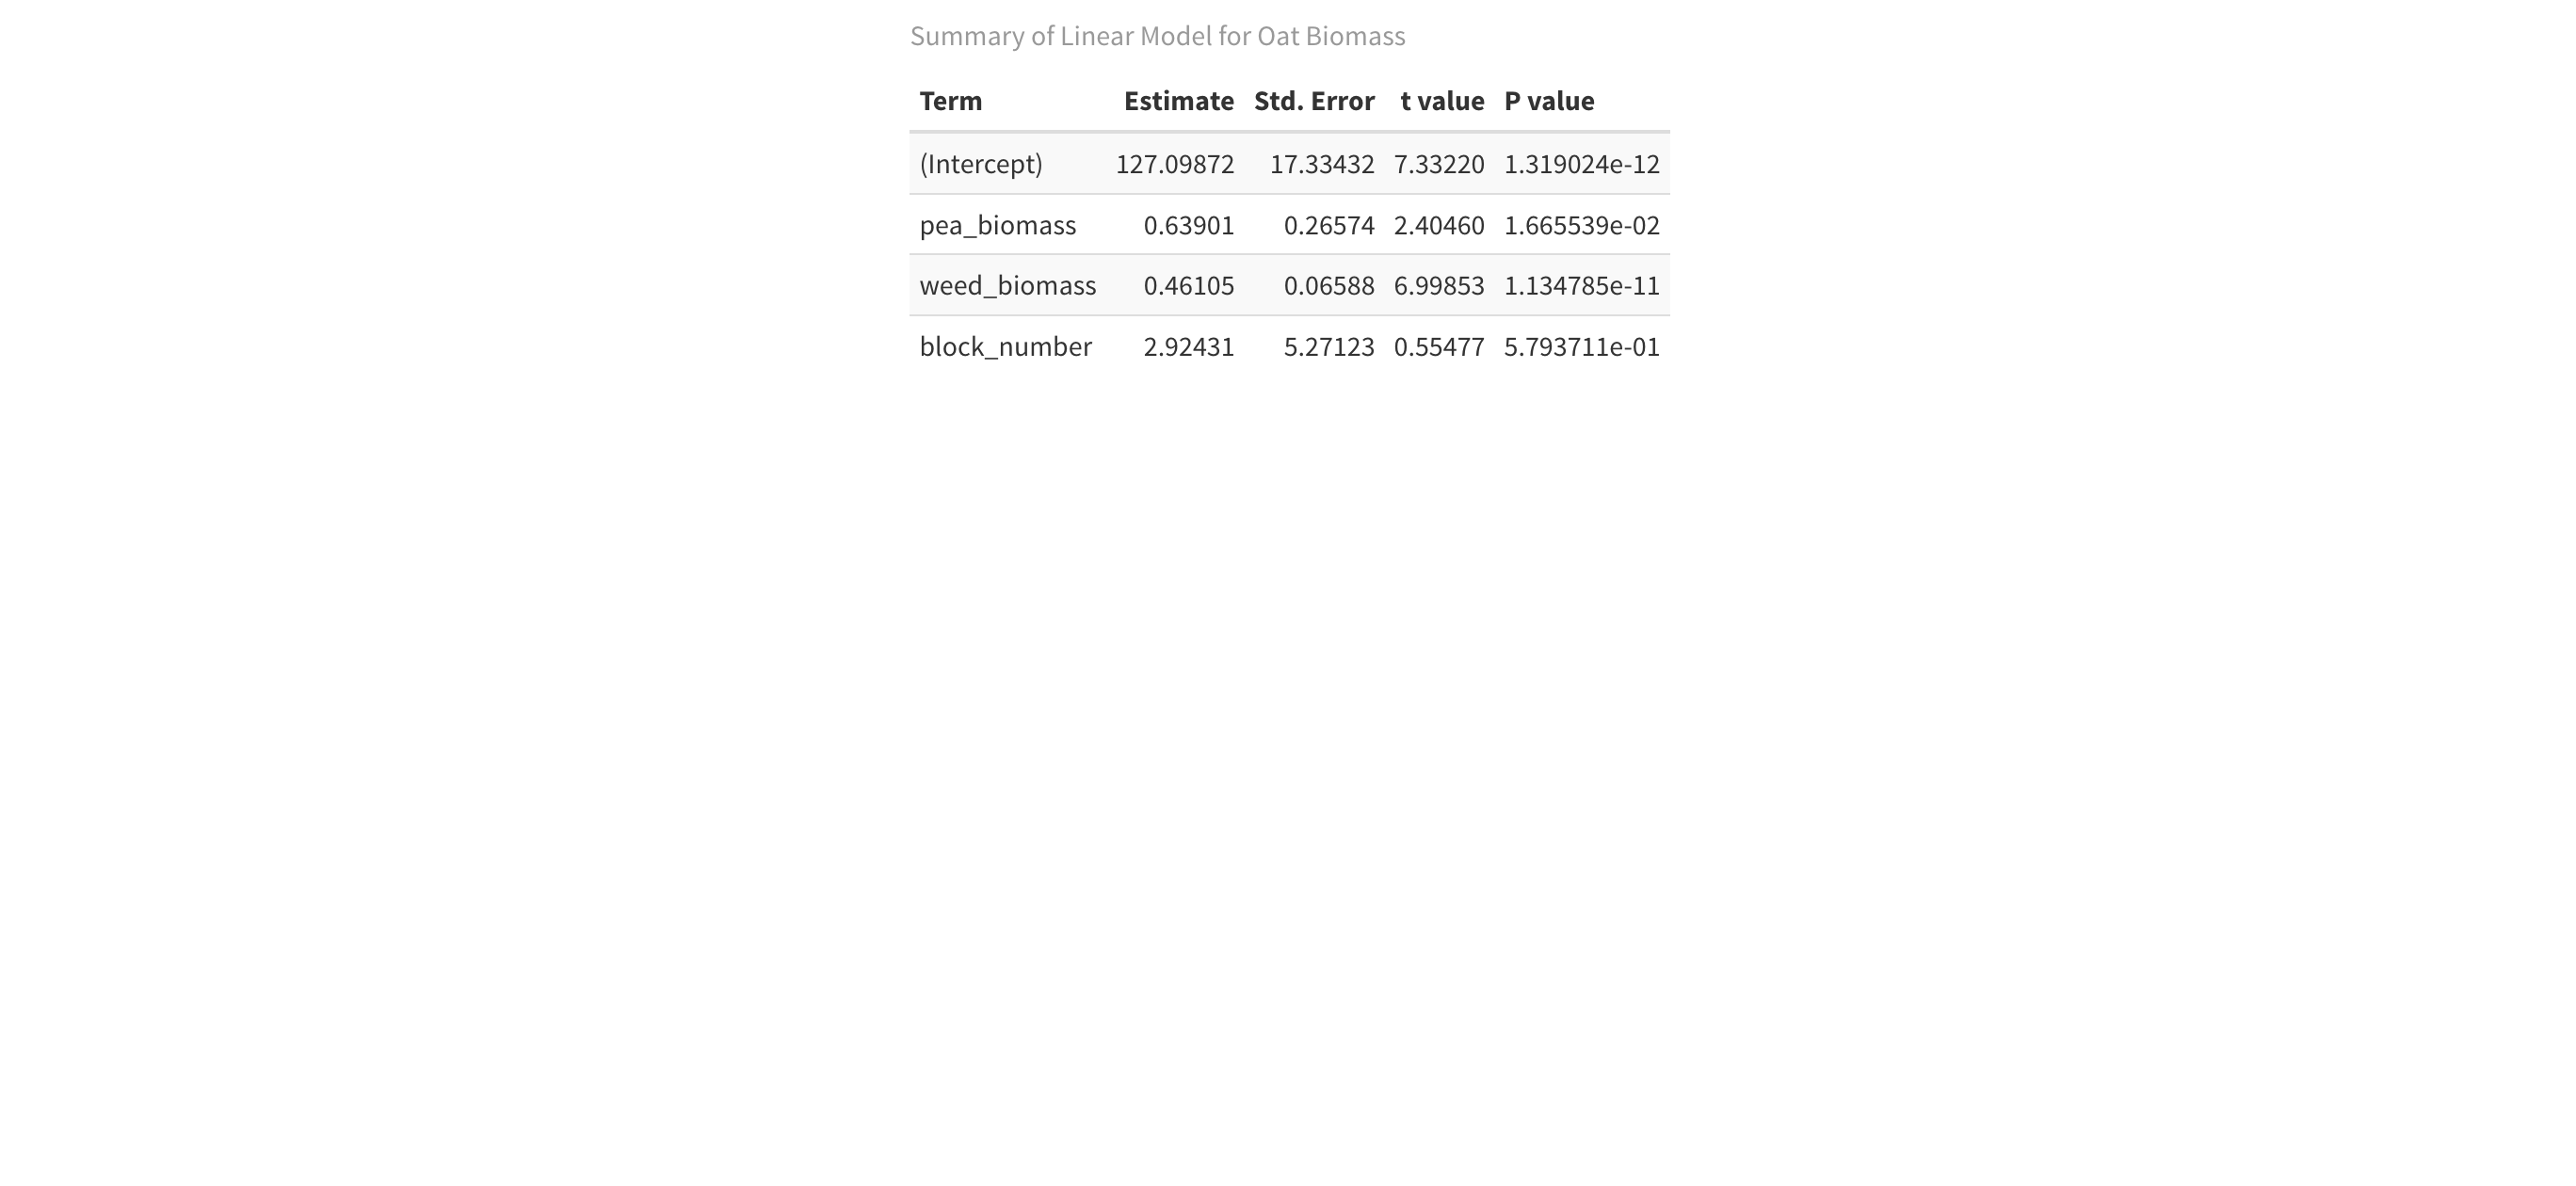 Summary of Linear Model for Oat Biomass
Term Estimate Std. Error t value P value
(Intercept) 127.09872 17.33432 7.33220 1.319024e-12
pea_biomass 0.63901 0.26574 2.40460 1.665539e-02
weed_biomass 0.46105 0.06588 6.99853 1.134785e-11
block_number 2.92431 5.27123 0.55477 5.793711e-01